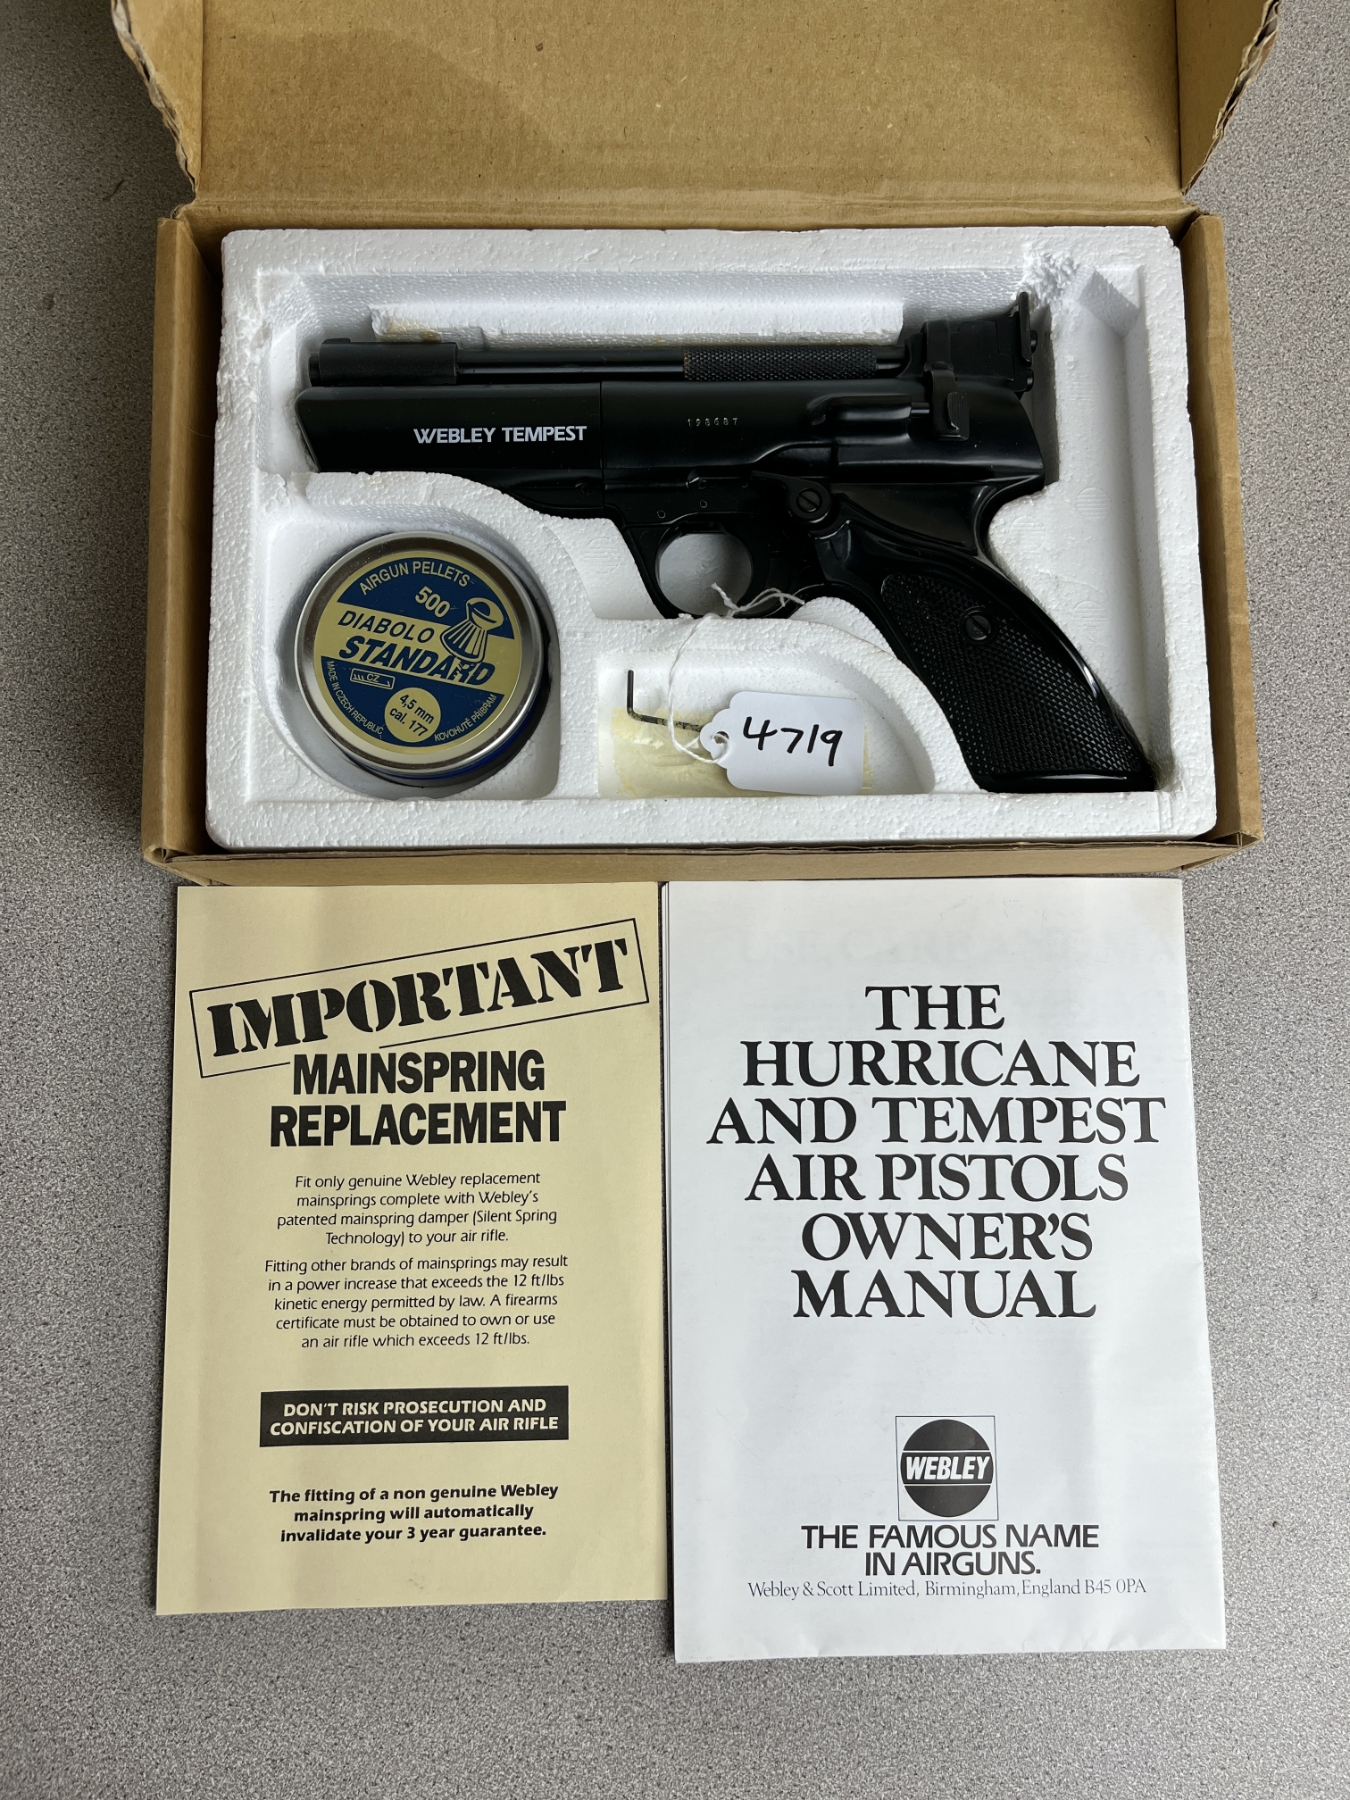 WEBLEY TEMPEST
198687
AIRGUN PELLETS
500
DIABOLO
STANDARD
CZ
4,5 mm
cal. 177
MADE IN CZECH REPUBLIC
KOVOHUTĚ PŘÍBRAM
4719
IMPORTANT
MAINSPRING
REPLACEMENT
Fit only genuine Webley replacement
mainsprings complete with Webley's
patented mainspring damper (Silent Spring
Technology) to your air rifle.
Fitting other brands of mainsprings may result
in a power increase that exceeds the 12 ft/lbs
kinetic energy permitted by law. A firearms
certificate must be obtained to own or use
an air rifle which exceeds 12 ft/lbs.
DON'T RISK PROSECUTION AND
CONFISCATION OF YOUR AIR RIFLE
The fitting of a non genuine Webley
mainspring will automatically
invalidate your 3 year guarantee.
THE
HURRICANE
AND TEMPEST
AIR PISTOLS
OWNER'S
MANUAL
WEBLEY
THE FAMOUS NAME
IN AIRGUNS.
Webley & Scott Limited, Birmingham, England B45 0PA